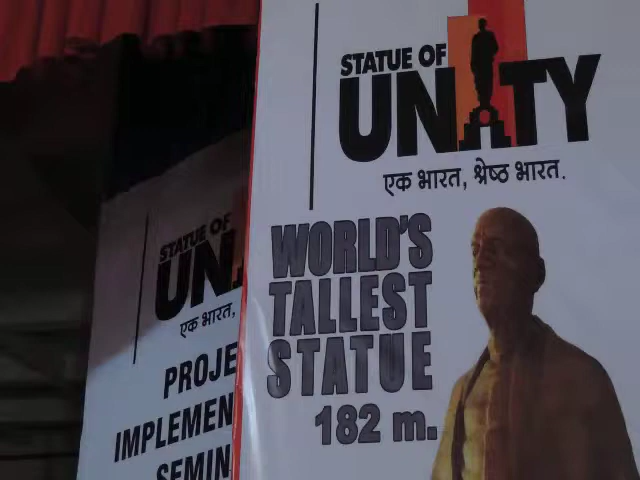 STATUE OF
UNITY
एक भारत, श्रेष्ठ भारत.
WORLD'S
TALLEST
STATUE
182 m.
STATUE OF
UN
एक भारत,
PROJE
IMPLEMEN
SEMIN